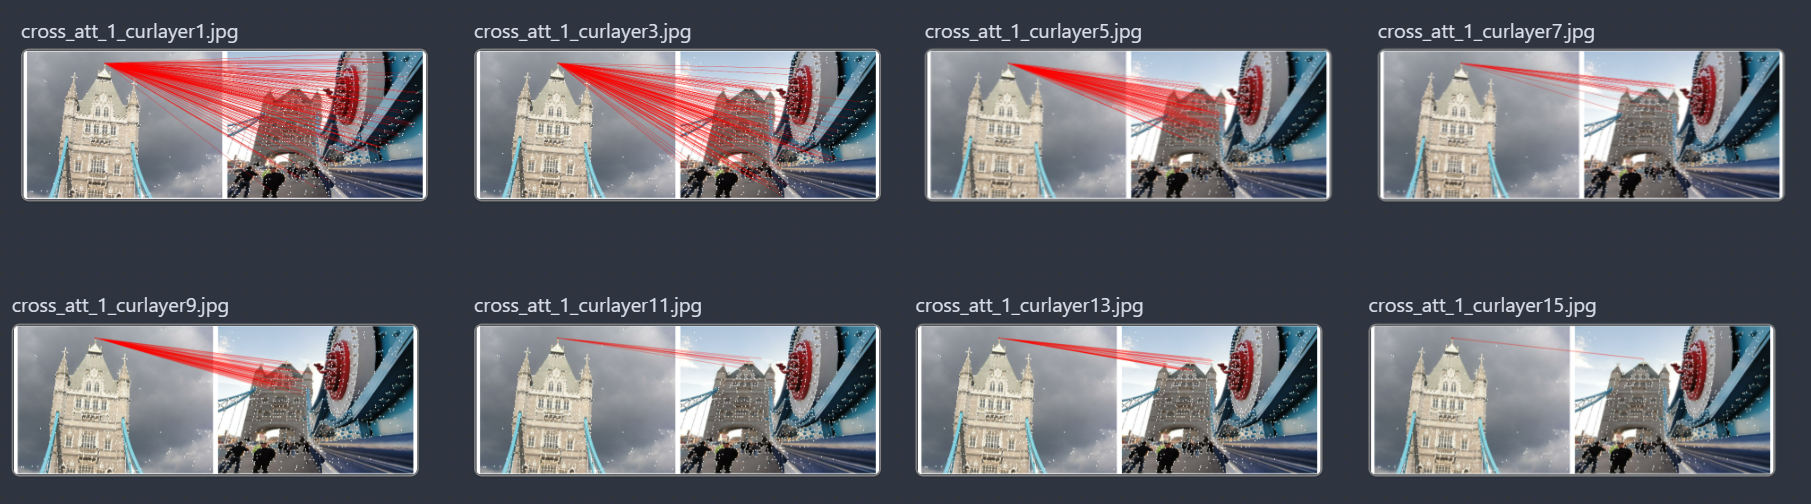 cross_att_1_curlayer1.jpg
cross_att_1_curlayer3.jpg
cross_att_1_curlayer5.jpg
cross_att_1_curlayer7.jpg
cross_att_1_curlayer9.jpg
cross_att_1_curlayer11.jpg
cross_att_1_curlayer13.jpg
cross_att_1_curlayer15.jpg